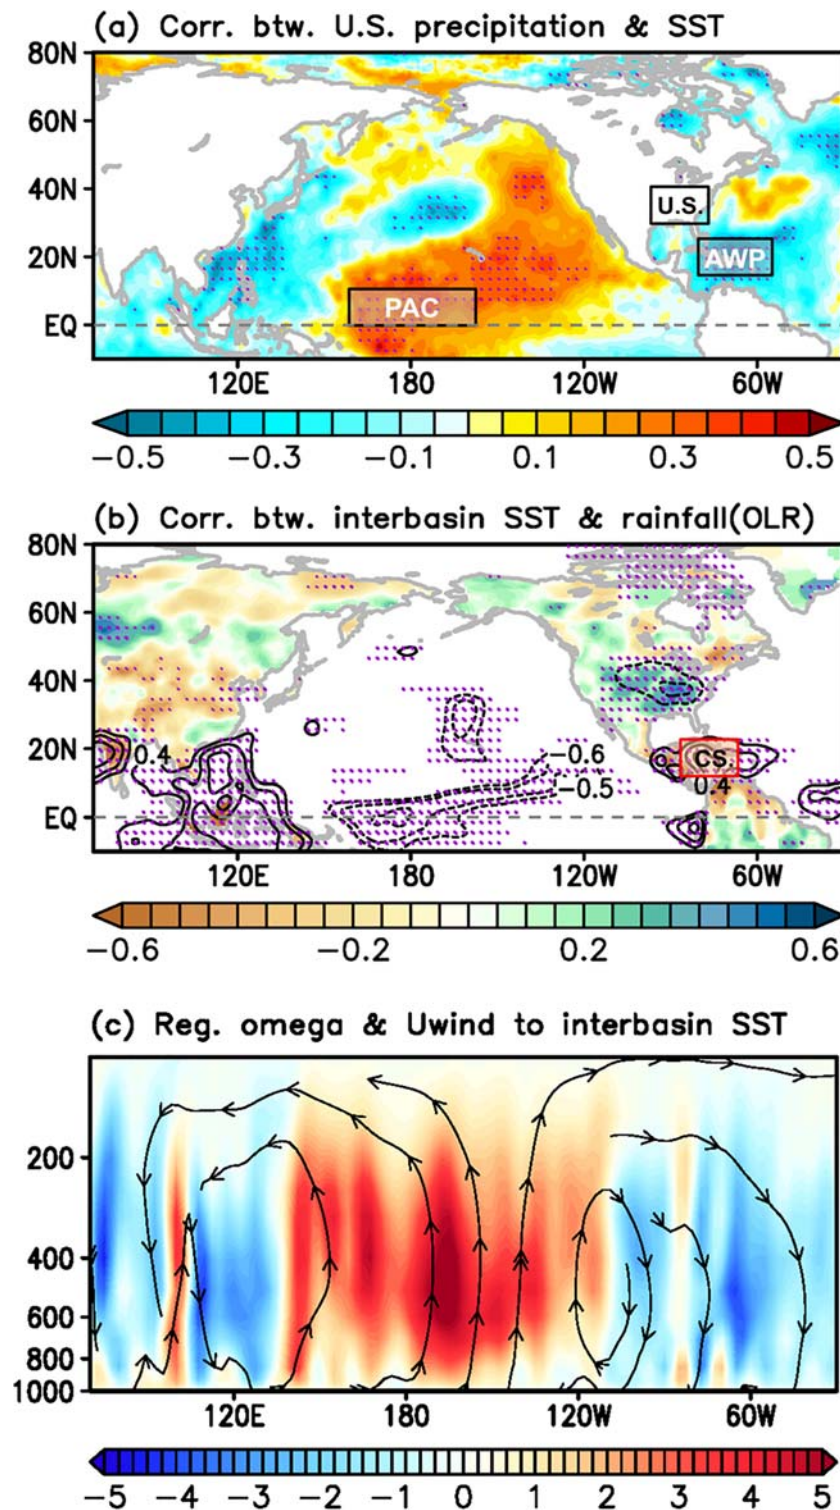 (a) Corr. btw. U.S. precipitation & SST
80N
60N
40N
20N
EQ
U.S.
AWP
PAC
120E 180 120W 60W
−0.5 −0.3 −0.1 0.1 0.3 0.5
(b) Corr. btw. interbasin SST & rainfall(OLR)
80N
60N
40N
20N
EQ
0.4
−0.6
−0.5
CS.
0.4
120E 180 120W 60W
−0.6 −0.2 0.2 0.6
(c) Reg. omega & Uwind to interbasin SST
200
400
600
800
1000
120E 180 120W 60W
−5 −4 −3 −2 −1 0 1 2 3 4 5